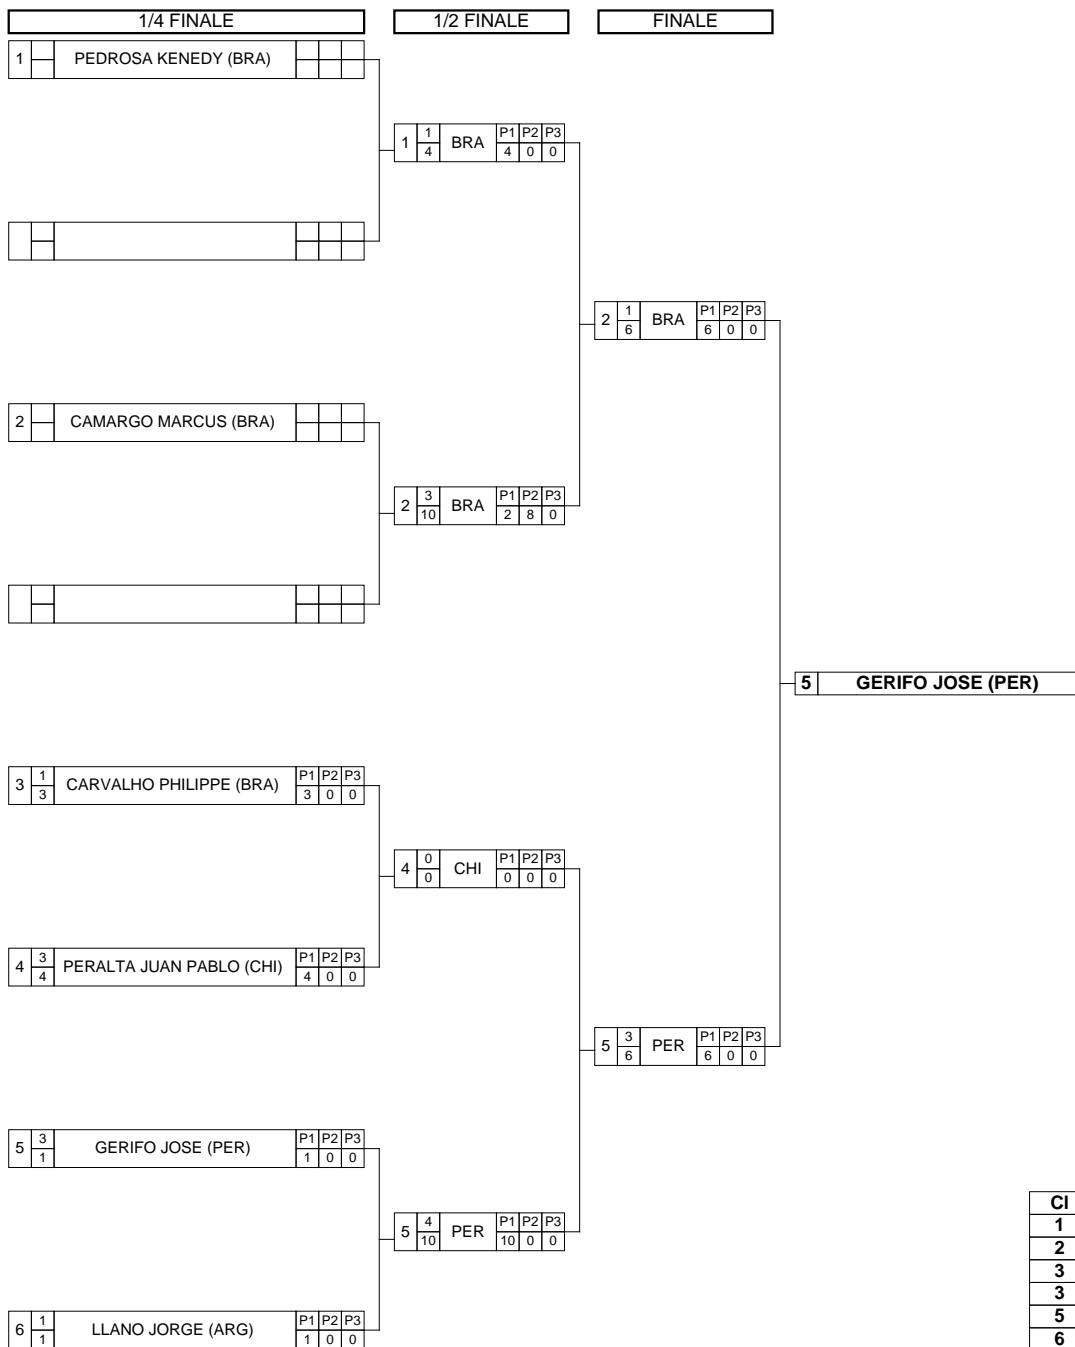 1/4 FINALE 1/2 FINALE FINALE
1 PEDROSA KENEDY (BRA)
1 1 4 BRA P1 P2 P3
4 0 0
2 1 6 BRA P1 P2 P3
6 0 0
2 CAMARGO MARCUS (BRA)
2 3 10 BRA P1 P2 P3
2 8 0
5 GERIFO JOSE (PER)
3 1 3 CARVALHO PHILIPPE (BRA) P1 P2 P3
3 0 0
4 0 0 CHI P1 P2 P3
0 0 0
4 3 4 PERALTA JUAN PABLO (CHI) P1 P2 P3
4 0 0
5 3 6 PER P1 P2 P3
6 0 0
5 3 1 GERIFO JOSE (PER) P1 P2 P3
1 0 0
5 4 10 PER P1 P2 P3
10 0 0
6 1 1 LLANO JORGE (ARG) P1 P2 P3
1 0 0
Cl
1
2
3
3
5
6